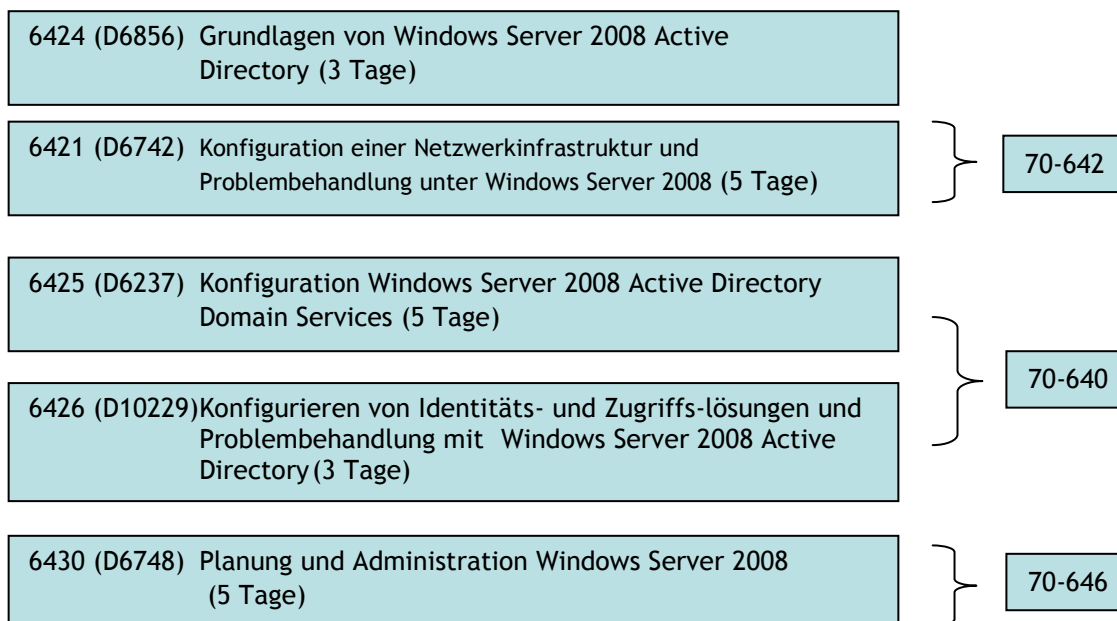 6424 (D6856) Grundlagen von Windows Server 2008 Active
Directory (3 Tage)
6421 (D6742) Konfiguration einer Netzwerkinfrastruktur und
Problembehandlung unter Windows Server 2008 (5 Tage)
70-642
6425 (D6237) Konfiguration Windows Server 2008 Active Directory
Domain Services (5 Tage)
70-640
6426 (D10229)Konfigurieren von Identitäts- und Zugriffs-lösungen und
Problembehandlung mit Windows Server 2008 Active
Directory (3 Tage)
6430 (D6748) Planung und Administration Windows Server 2008
(5 Tage)
70-646